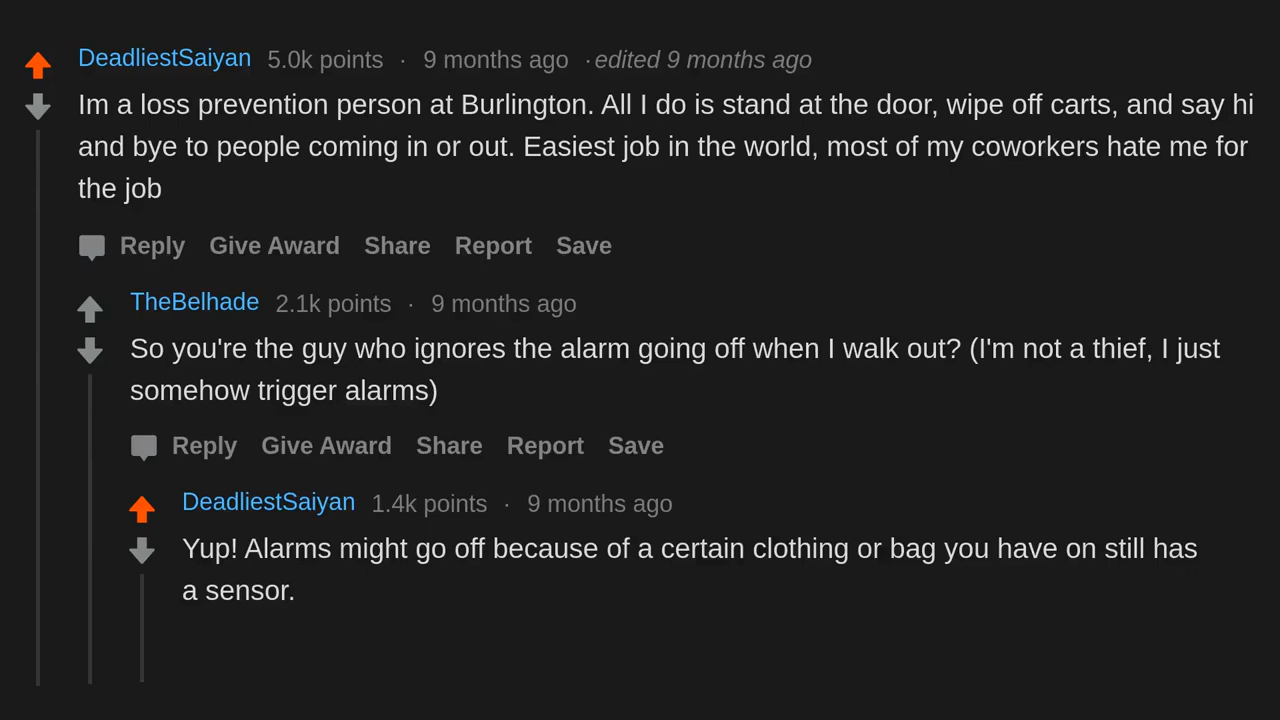 DeadliestSaiyan 5.0k points · 9 months ago · edited 9 months ago
Im a loss prevention person at Burlington. All I do is stand at the door, wipe off carts, and say hi
and bye to people coming in or out. Easiest job in the world, most of my coworkers hate me for
the job
Reply Give Award Share Report Save
TheBelhade 2.1k points · 9 months ago
So you're the guy who ignores the alarm going off when I walk out? (I'm not a thief, I just
somehow trigger alarms)
Reply Give Award Share Report Save
DeadliestSaiyan 1.4k points · 9 months ago
Yup! Alarms might go off because of a certain clothing or bag you have on still has
a sensor.